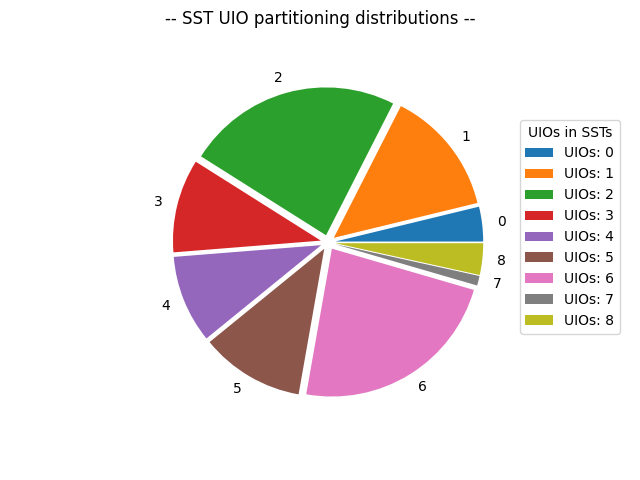 -- SST UIO partitioning distributions --
2
1
3
0
8
7
4
5
6
UIOs in SSTs
UIOs: 0
UIOs: 1
UIOs: 2
UIOs: 3
UIOs: 4
UIOs: 5
UIOs: 6
UIOs: 7
UIOs: 8